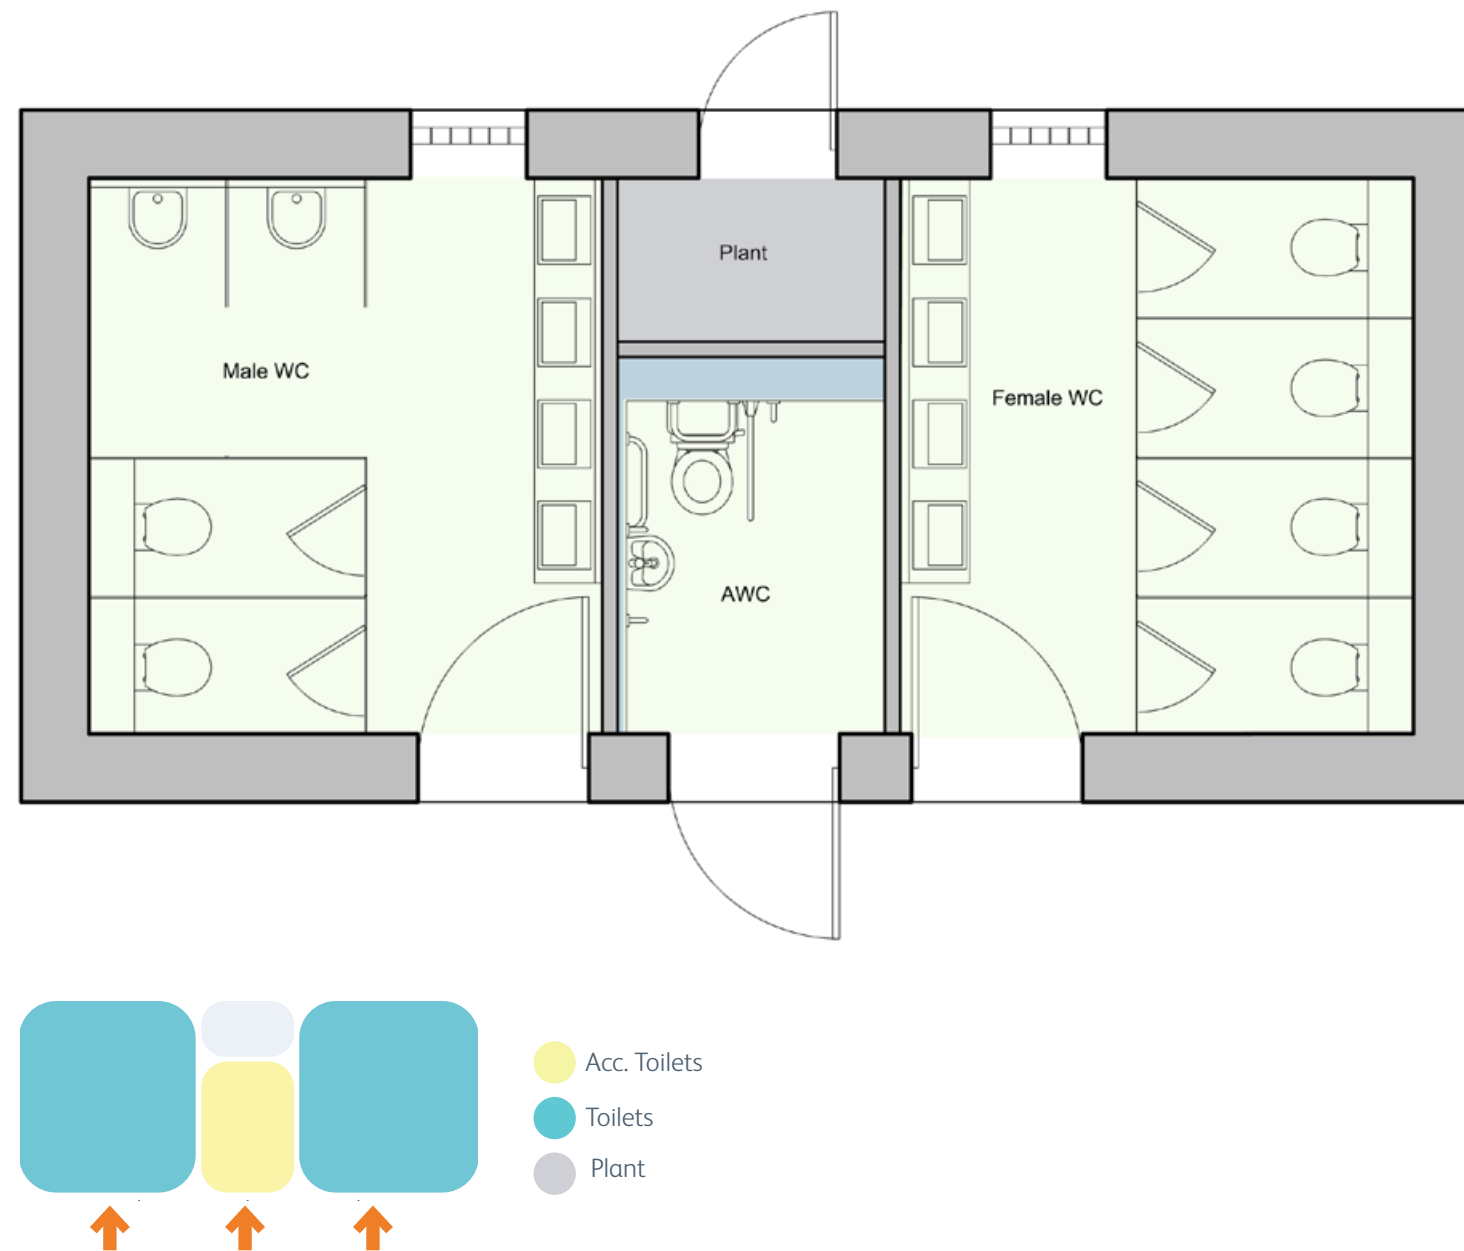 Plant
Male WC
Female WC
AWC
Acc. Toilets
Toilets
Plant